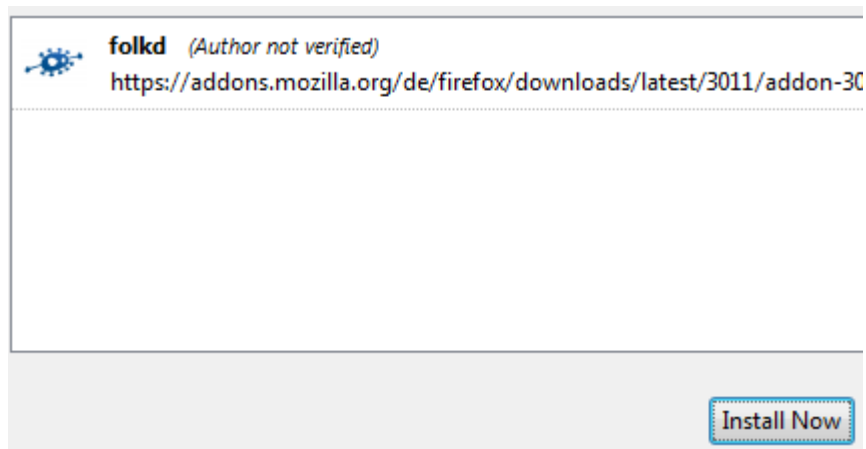 folkd (Author not verified)
https://addons.mozilla.org/de/firefox/downloads/latest/3011/addon-30
Install Now